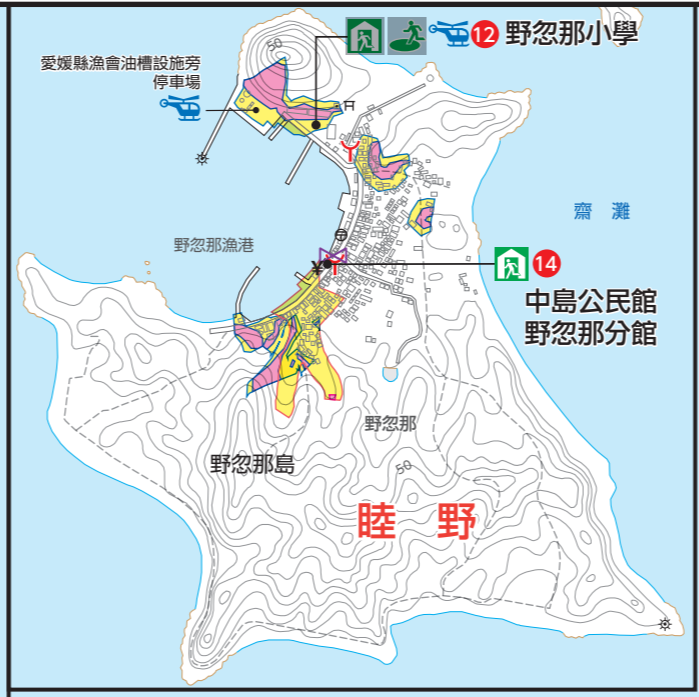 12 野忽那小學
愛媛縣漁會油槽設施旁
停車場
50
齋灘
野忽那漁港
14
中島公民館
野忽那分館
野忽那
野忽那島
50
睦野